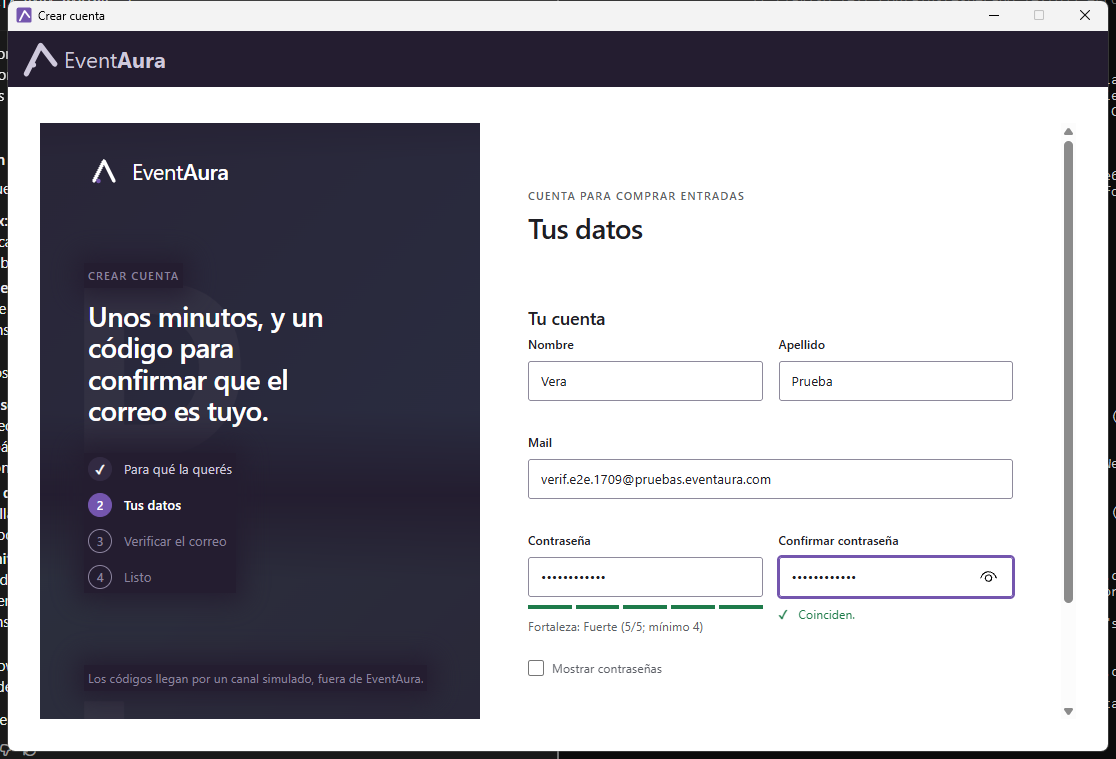 Crear cuenta
EventAura
EventAura
CREAR CUENTA
Unos minutos, y un
código para
confirmar que el
correo es tuyo.
✓ Para qué la querés
2 Tus datos
3 Verificar el correo
4 Listo
Los códigos llegan por un canal simulado, fuera de EventAura.
CUENTA PARA COMPRAR ENTRADAS
Tus datos
Tu cuenta
Nombre Apellido
Vera Prueba
Mail
verif.e2e.1709@pruebas.eventaura.com
Contraseña Confirmar contraseña
•••••••••••• ••••••••••••
✓ Coinciden.
Fortaleza: Fuerte (5/5; mínimo 4)
Mostrar contraseñas